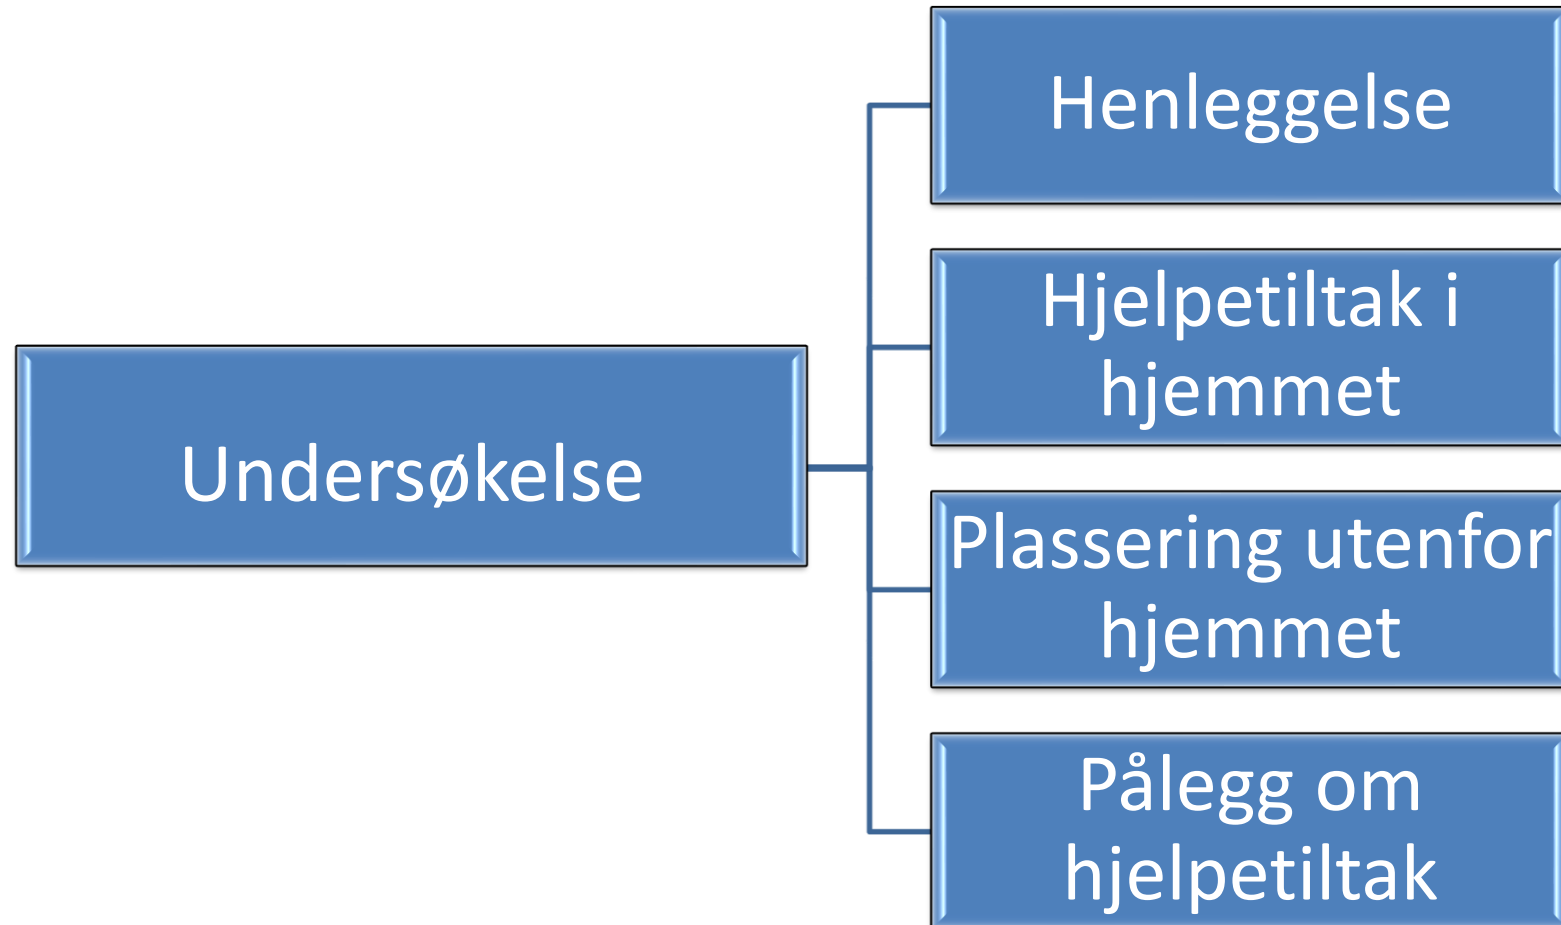 Undersøkelse
Henleggelse
Hjelpetiltak i
hjemmet
Plassering utenfor
hjemmet
Pålegg om
hjelpetiltak